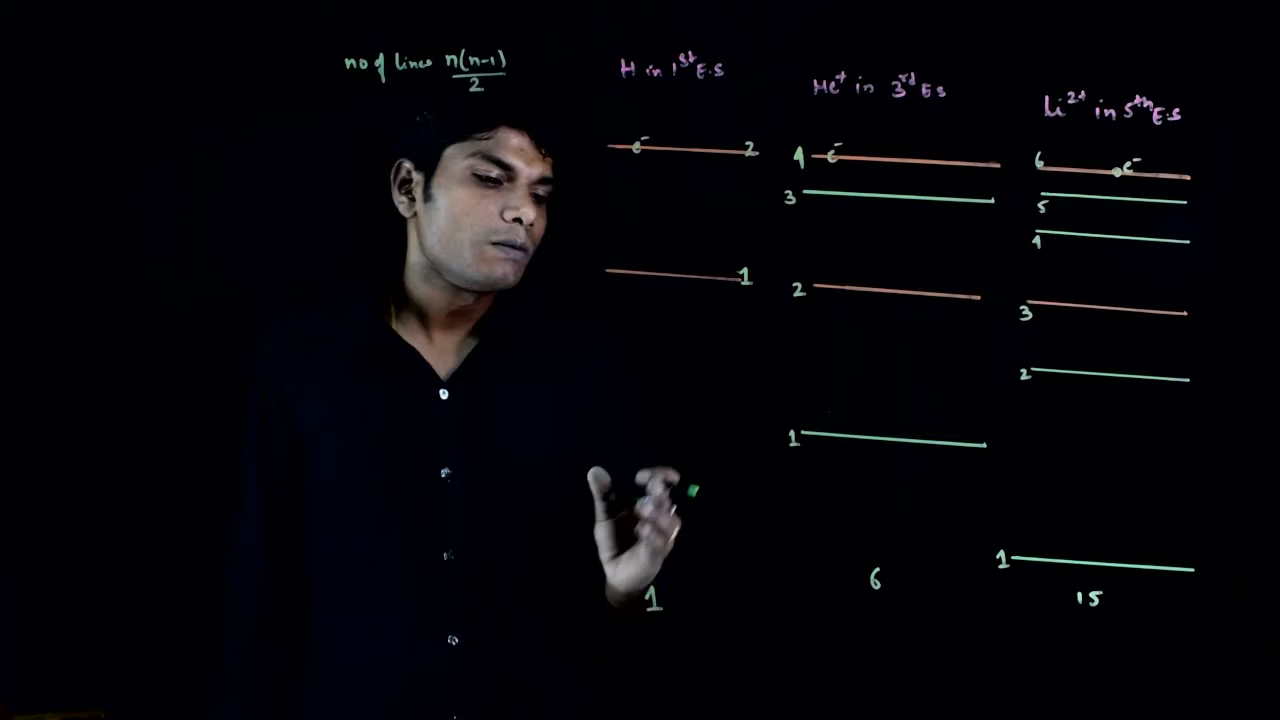 no of lines n(n-1)/2
H in 1st E.S
He+ in 3rd Es
Li2+ in 5th E.S
e- 2
1
4 e-
3
2
1
6 e-
5
4
3
2
1
1
6
15